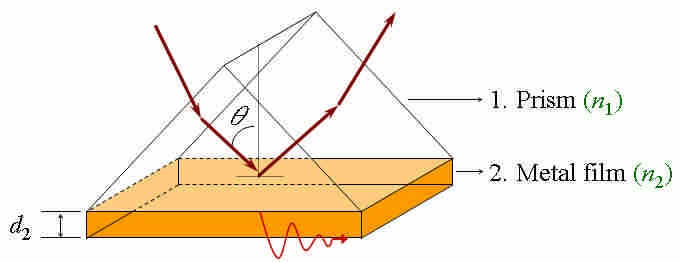 θ
1. Prism (n₁)
2. Metal film (n₂)
d₂